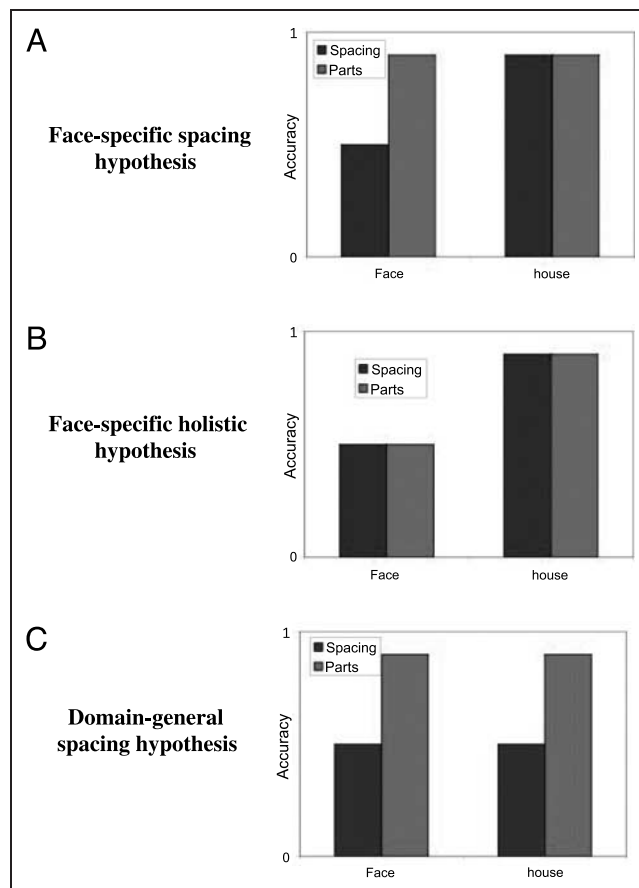 A
Face-specific spacing
hypothesis
1
Spacing
Parts
Accuracy
0
Face house
B
Face-specific holistic
hypothesis
1
Spacing
Parts
Accuracy
0
Face house
C
Domain-general
spacing hypothesis
1
Spacing
Parts
Accuracy
0
Face house